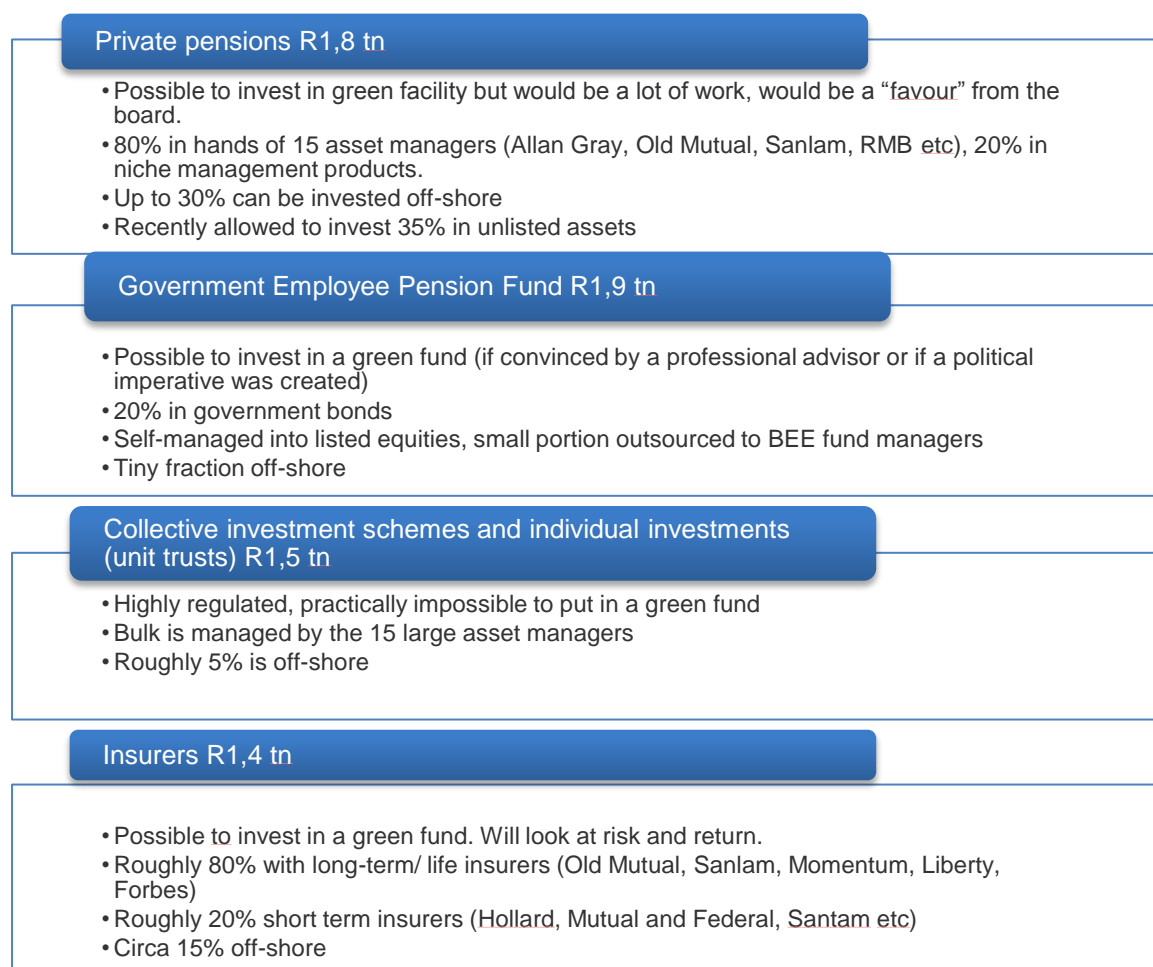 Private pensions R1,8 tn
•Possible to invest in green facility but would be a lot of work, would be a “favour” from the
board.
•80% in hands of 15 asset managers (Allan Gray, Old Mutual, Sanlam, RMB etc), 20% in
niche management products.
•Up to 30% can be invested off-shore
•Recently allowed to invest 35% in unlisted assets
Government Employee Pension Fund R1,9 tn
•Possible to invest in a green fund (if convinced by a professional advisor or if a political
imperative was created)
•20% in government bonds
•Self-managed into listed equities, small portion outsourced to BEE fund managers
•Tiny fraction off-shore
Collective investment schemes and individual investments
(unit trusts) R1,5 tn
•Highly regulated, practically impossible to put in a green fund
•Bulk is managed by the 15 large asset managers
•Roughly 5% is off-shore
Insurers R1,4 tn
•Possible to invest in a green fund. Will look at risk and return.
•Roughly 80% with long-term/ life insurers (Old Mutual, Sanlam, Momentum, Liberty,
Forbes)
•Roughly 20% short term insurers (Hollard, Mutual and Federal, Santam etc)
•Circa 15% off-shore